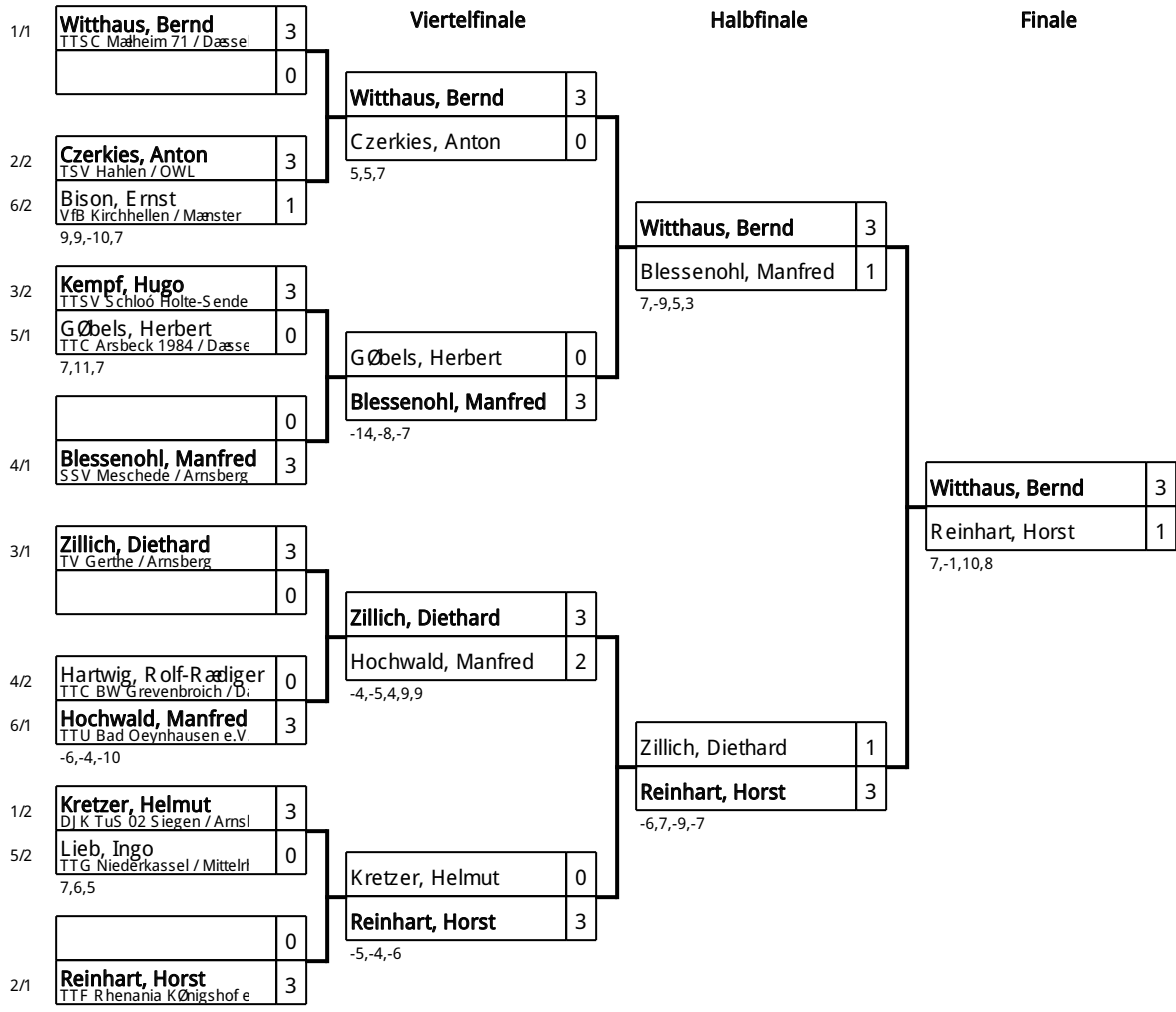 Viertelfinale
Halbfinale
Finale
1/1
Witthaus, Bernd 3
TTSC Mælheim 71 / Dæssel
0
2/2
Czerkies, Anton 3
TSV Hahlen / OWL
6/2
Bison, Ernst 1
VfB Kirchhellen / Mænster
9,9,-10,7
3/2
Kempf, Hugo 3
TTSV Schloó Holte-Sende
5/1
GØbels, Herbert 0
TTC Arsbeck 1984 / Dæsse
7,11,7
0
4/1
Blessenohl, Manfred 3
SSV Meschede / Arnsberg
3/1
Zillich, Diethard 3
TV Gerthe / Arnsberg
0
4/2
Hartwig, Rolf-Rædiger 0
TTC BW Grevenbroich / Dæ
6/1
Hochwald, Manfred 3
TTU Bad Oeynhausen e.V.
-6,-4,-10
1/2
Kretzer, Helmut 3
DJK TuS 02 Siegen / Arnsl
5/2
Lieb, Ingo 0
TTG Niederkassel / Mittelrh
7,6,5
0
2/1
Reinhart, Horst 3
TTF Rhenania KØnigshof e
Witthaus, Bernd 3
Czerkies, Anton 0
5,5,7
GØbels, Herbert 0
Blessenohl, Manfred 3
-14,-8,-7
Zillich, Diethard 3
Hochwald, Manfred 2
-4,-5,4,9,9
Kretzer, Helmut 0
Reinhart, Horst 3
-5,-4,-6
Witthaus, Bernd 3
Blessenohl, Manfred 1
7,-9,5,3
Zillich, Diethard 1
Reinhart, Horst 3
-6,7,-9,-7
Witthaus, Bernd 3
Reinhart, Horst 1
7,-1,10,8